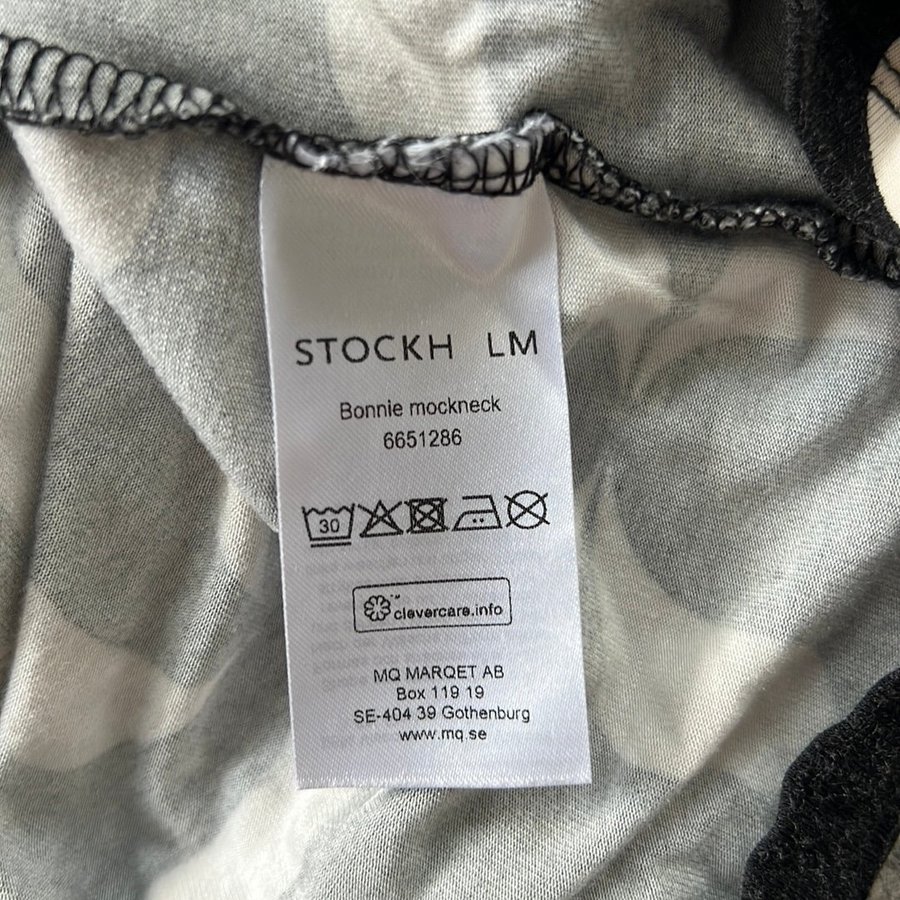 STOCKH LM
Bonnie mockneck
6651286
30
clevercare.info
MQ MARQET AB
Box 119 19
SE-404 39 Gothenburg
www.mq.se